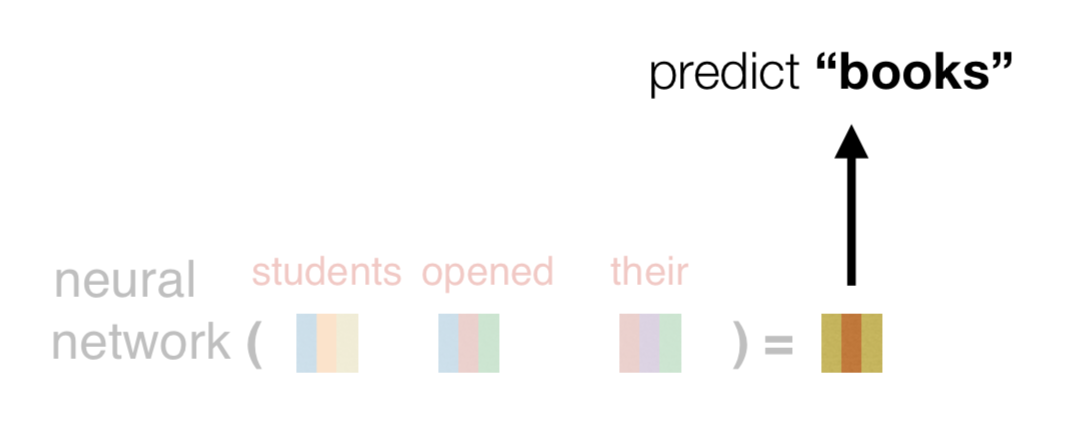 predict “books”
neural
students opened their
network ( ) =